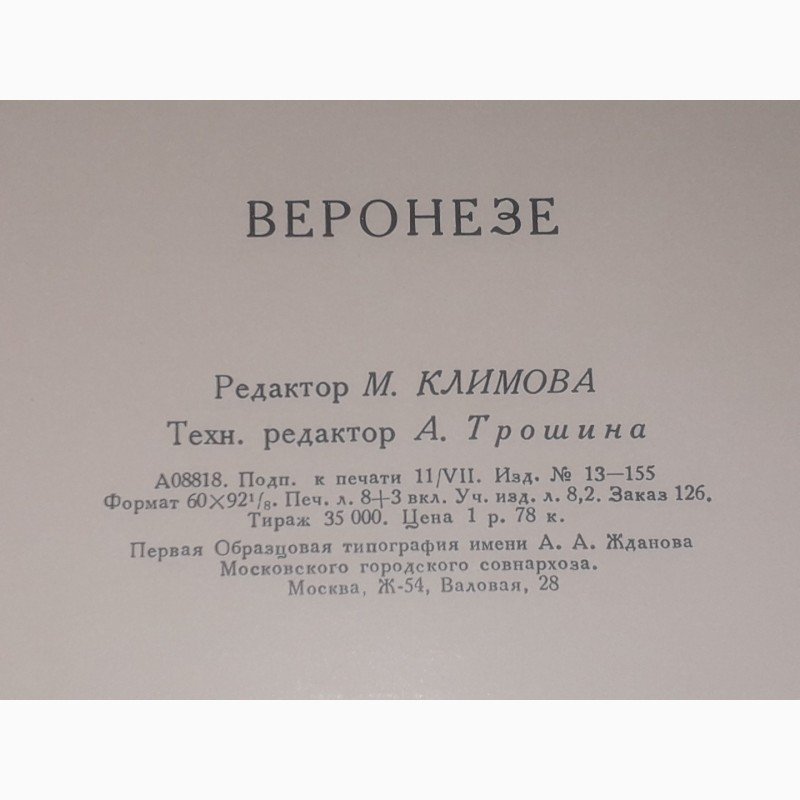 ВЕРОНЕЗЕ
Редактор М. КЛИМОВА
Техн. редактор А. Трошина
А08818. Подп. к печати 11/VII. Изд. № 13—155
Формат 60×92¹/₈. Печ. л. 8+3 вкл. Уч. изд. л. 8,2. Заказ 126.
Тираж 35 000. Цена 1 р. 78 к.
Первая Образцовая типография имени А. А. Жданова
Московского городского совнархоза.
Москва, Ж-54, Валовая, 28